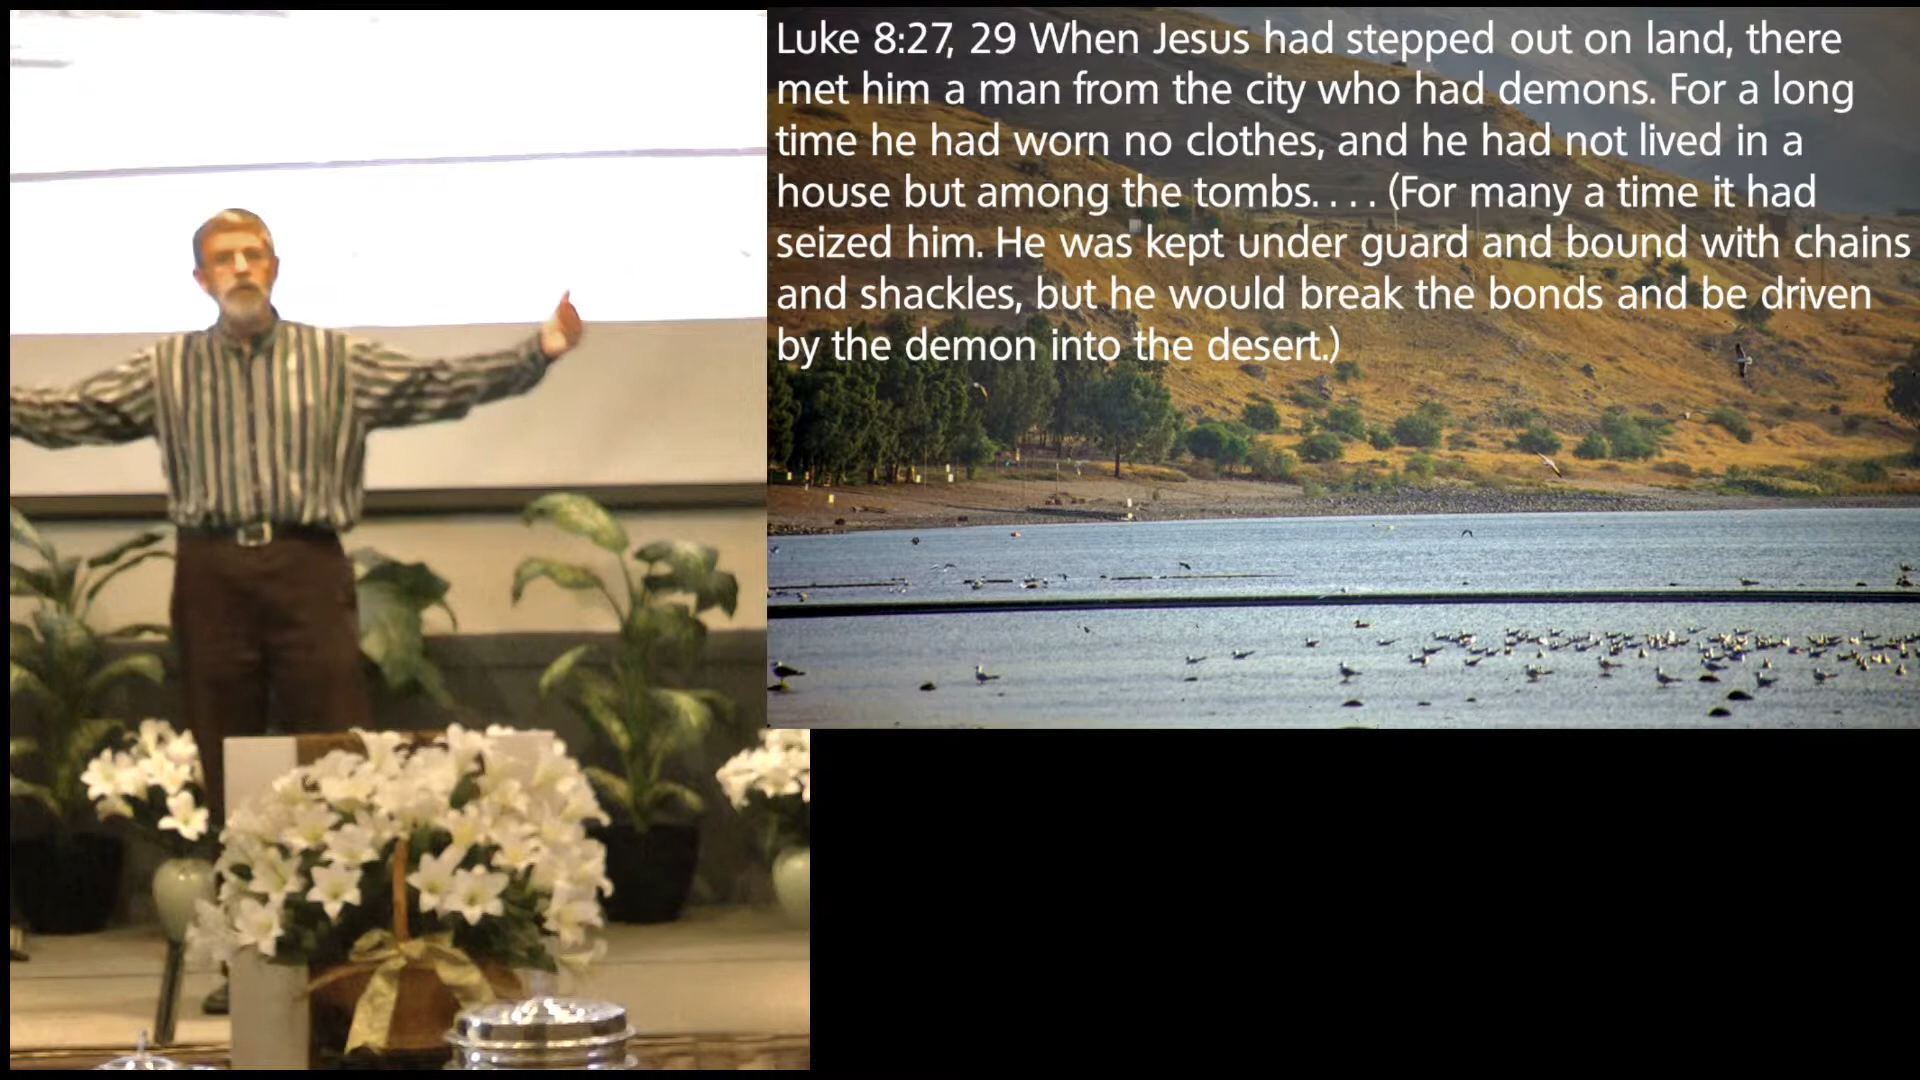 Luke 8:27, 29 When Jesus had stepped out on land, there
met him a man from the city who had demons. For a long
time he had worn no clothes, and he had not lived in a
house but among the tombs. . . . (For many a time it had
seized him. He was kept under guard and bound with chains
and shackles, but he would break the bonds and be driven
by the demon into the desert.)